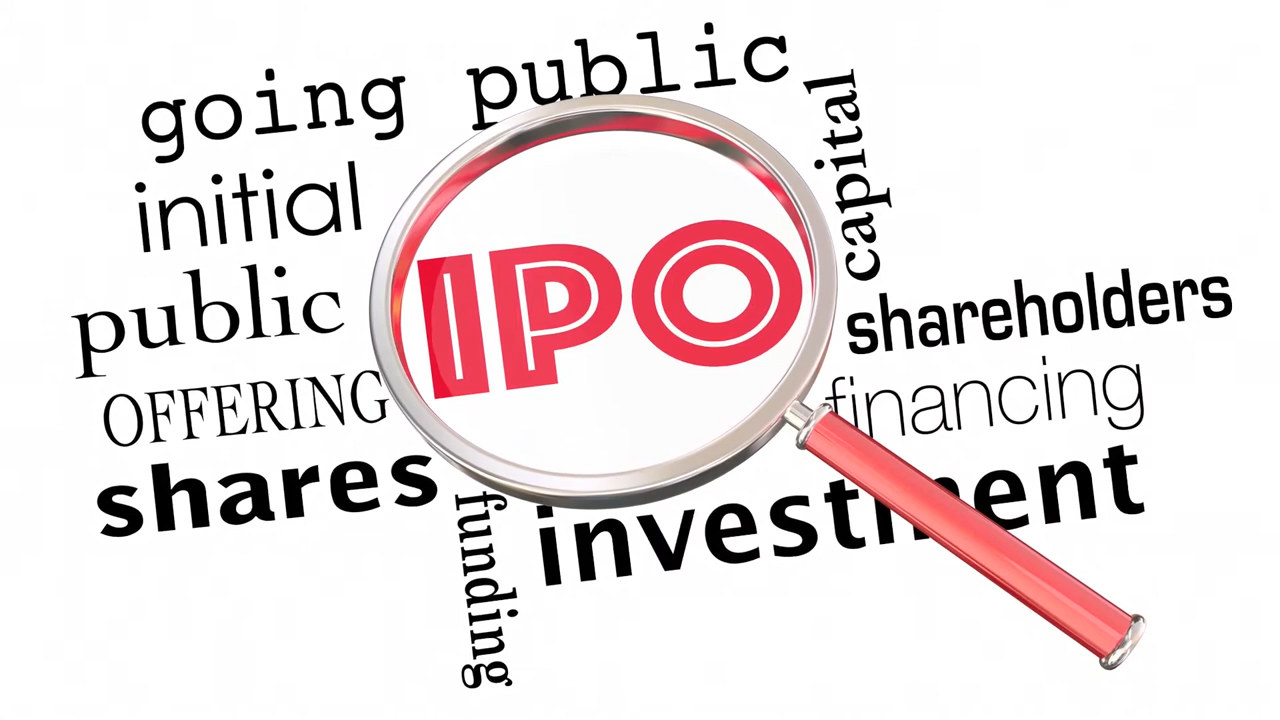 going public
initial
capital
public
IPO
shareholders
OFFERING
financing
shares
investment
funding